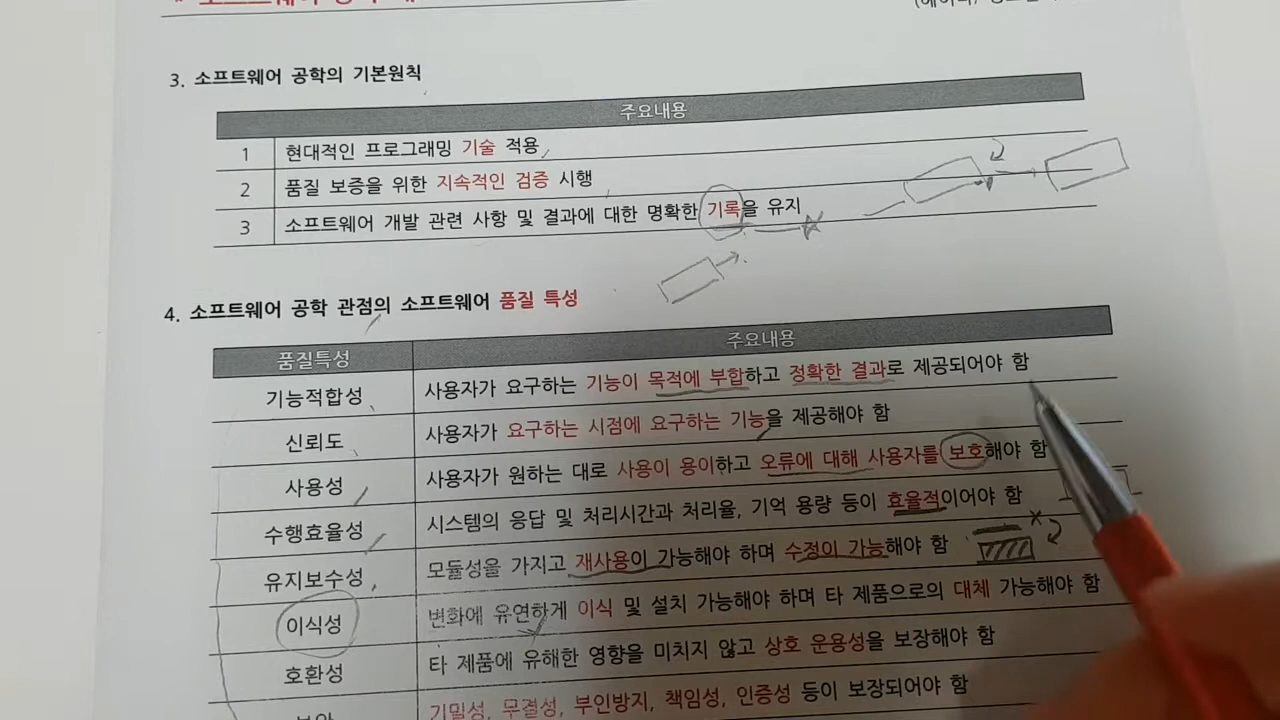 3. 소프트웨어 공학의 기본원칙
주요내용
1 현대적인 프로그래밍 기술 적용
2 품질 보증을 위한 지속적인 검증 시행
3 소프트웨어 개발 관련 사항 및 결과에 대한 명확한 기록을 유지
4. 소프트웨어 공학 관점의 소프트웨어 품질 특성
품질특성 주요내용
기능적합성 사용자가 요구하는 기능이 목적에 부합하고 정확한 결과로 제공되어야 함
신뢰도 사용자가 요구하는 시점에 요구하는 기능을 제공해야 함
사용성 사용자가 원하는 대로 사용이 용이하고 오류에 대해 사용자를 보호해야 함
수행효율성 시스템의 응답 및 처리시간과 처리율, 기억 용량 등이 효율적이어야 함
유지보수성 모듈성을 가지고 재사용이 가능해야 하며 수정이 가능해야 함
이식성 변화에 유연하게 이식 및 설치 가능해야 하며 타 제품으로의 대체 가능해야 함
호환성 타 제품에 유해한 영향을 미치지 않고 상호 운용성을 보장해야 함
기밀성, 무결성, 부인방지, 책임성, 인증성 등이 보장되어야 함